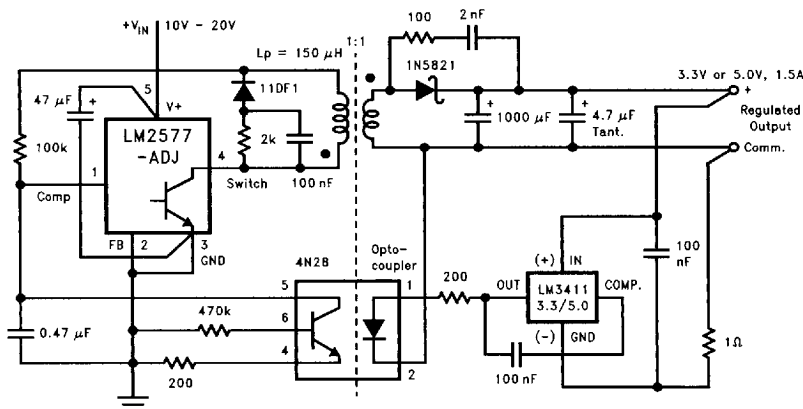 +VIN 10V - 20V
1:1
100
2 nF
Lp = 150 μH
1N5821
3.3V or 5.0V, 1.5A
5
V+
11DF1
+
47 μF
+
+
+
Regulated
Output
LM2577
-ADJ
1000 μF
4.7 μF
Tant.
100k
2k
4
1
Comm.
Comp
Switch
100 nF
FB
2
3
GND
Opto-
coupler
(+)
IN
100
nF
4N28
5
1
200
OUT
LM3411
3.3/5.0
COMP.
470k
6
(-)
GND
0.47 μF
1Ω
4
2
200
100 nF